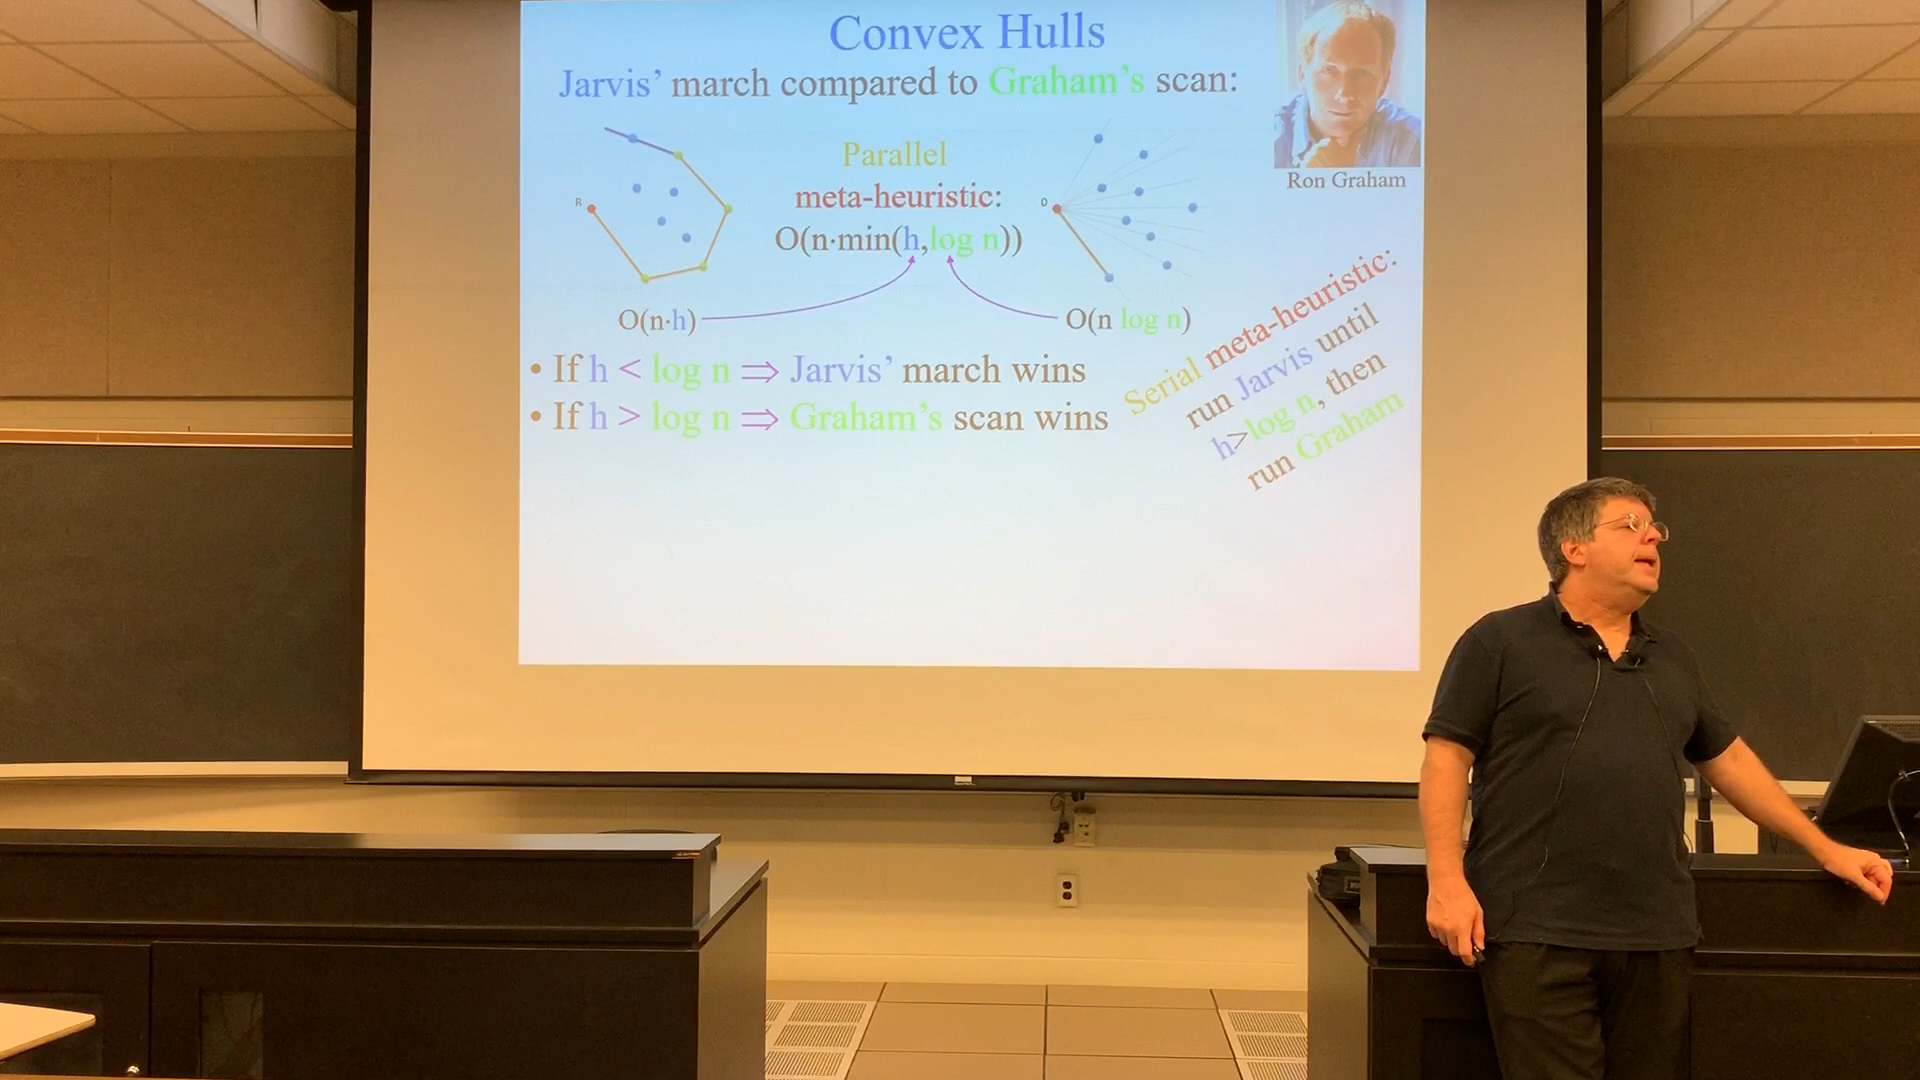 Convex Hulls
Jarvis’ march compared to Graham’s scan:
Ron Graham
Parallel
meta-heuristic:
O(n·min(h,log n))
R
O
O(n·h)
O(n log n)
• If h < log n ⇒ Jarvis’ march wins
• If h > log n ⇒ Graham’s scan wins
Serial meta-heuristic:
run Jarvis until
h>log n, then
run Graham